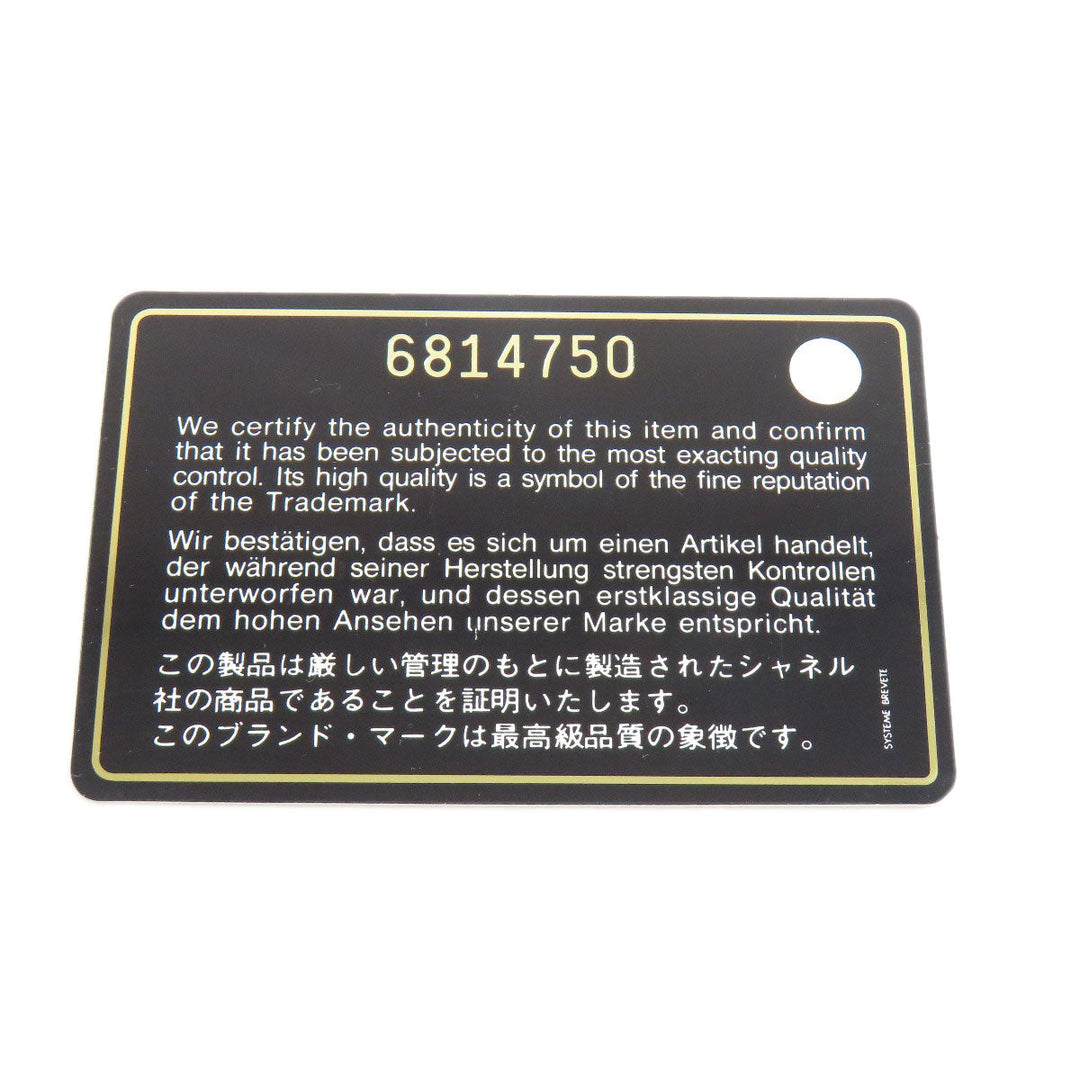 6814750
We certify the authenticity of this item and confirm
that it has been subjected to the most exacting quality
control. Its high quality is a symbol of the fine reputation
of the Trademark.
Wir bestätigen, dass es sich um einen Artikel handelt,
der während seiner Herstellung strengsten Kontrollen
unterworfen war, und dessen erstklassige Qualität
dem hohen Ansehen unserer Marke entspricht.
この製品は厳しい管理のもとに製造されたシャネル
社の商品であることを証明いたします。
このブランド・マークは最高級品質の象徴です。
SYSTEME BREVETE